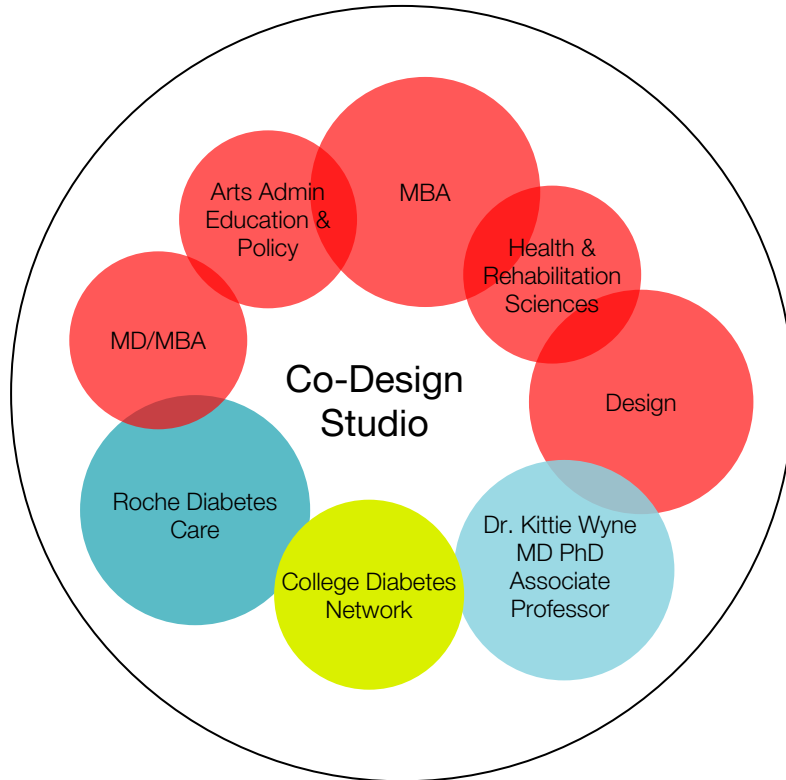 MBA
Arts Admin
Education &
Policy
Health &
Rehabilitation
Sciences
MD/MBA
Co-Design
Studio
Design
Roche Diabetes
Care
College Diabetes
Network
Dr. Kittie Wyne
MD PhD
Associate
Professor